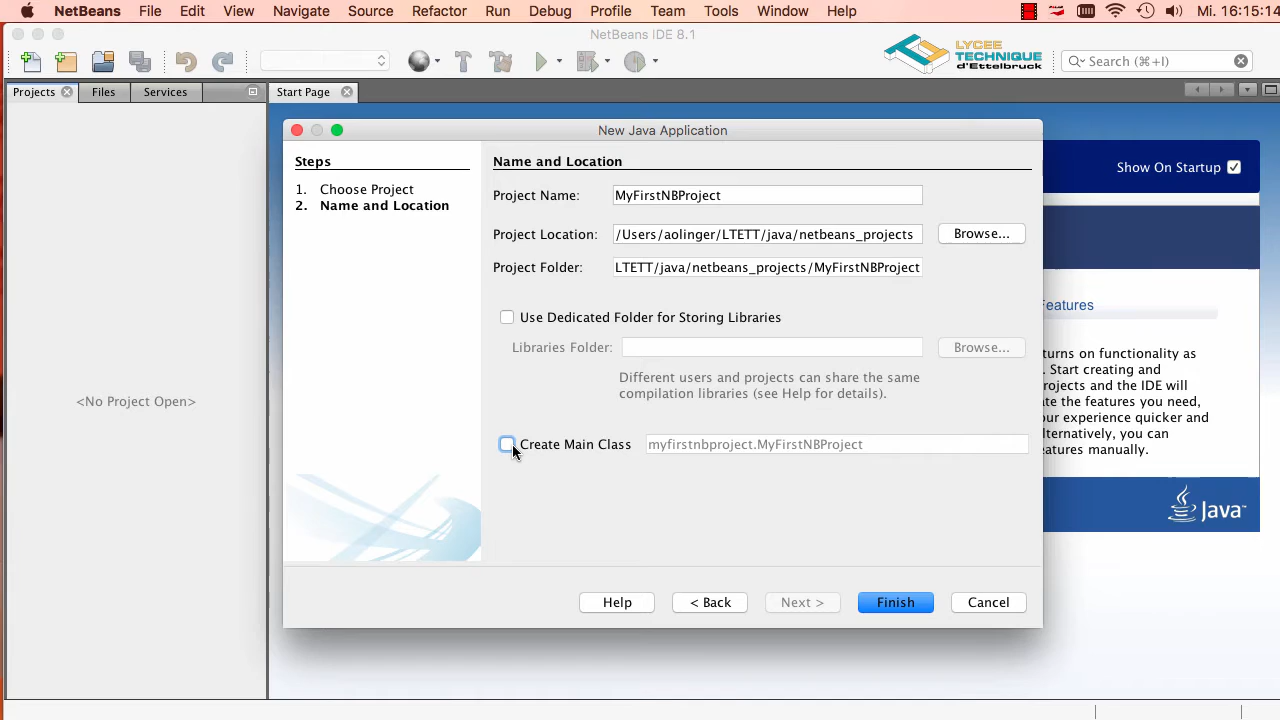 NetBeans File Edit View Navigate Source Refactor Run Debug Profile Team Tools Window Help Mi. 16:15:14
NetBeans IDE 8.1
LYCEE
TECHNIQUE
d'Ettelbruck
Search (⌘+I)
Projects Files Services Start Page
New Java Application
Steps
1. Choose Project
2. Name and Location
Name and Location
Project Name: MyFirstNBProject
Project Location: /Users/aolinger/LTETT/java/netbeans_projects Browse...
Project Folder: LTETT/java/netbeans_projects/MyFirstNBProject
Use Dedicated Folder for Storing Libraries
Libraries Folder: Browse...
Different users and projects can share the same
compilation libraries (see Help for details).
Create Main Class myfirstnbproject.MyFirstNBProject
Help < Back Next > Finish Cancel
<No Project Open>
Show On Startup
Features
turns on functionality as
. Start creating and
rojects and the IDE will
te the features you need,
ur experience quicker and
lternatively, you can
eatures manually.
Java